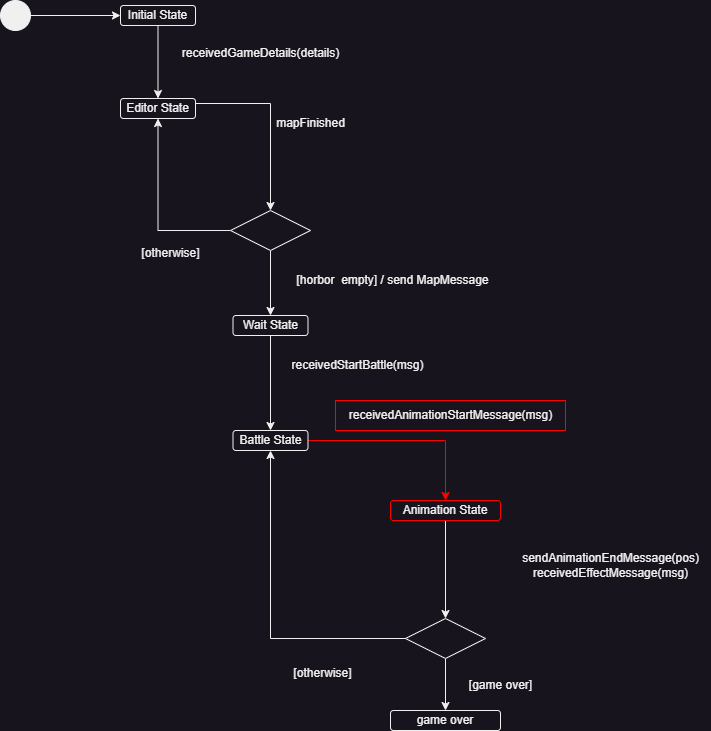 Initial State
receivedGameDetails(details)
Editor State
mapFinished
[otherwise]
[horbor  empty] / send MapMessage
Wait State
receivedStartBattle(msg)
receivedAnimationStartMessage(msg)
Battle State
Animation State
sendAnimationEndMessage(pos)
receivedEffectMessage(msg)
[otherwise]
[game over]
game over